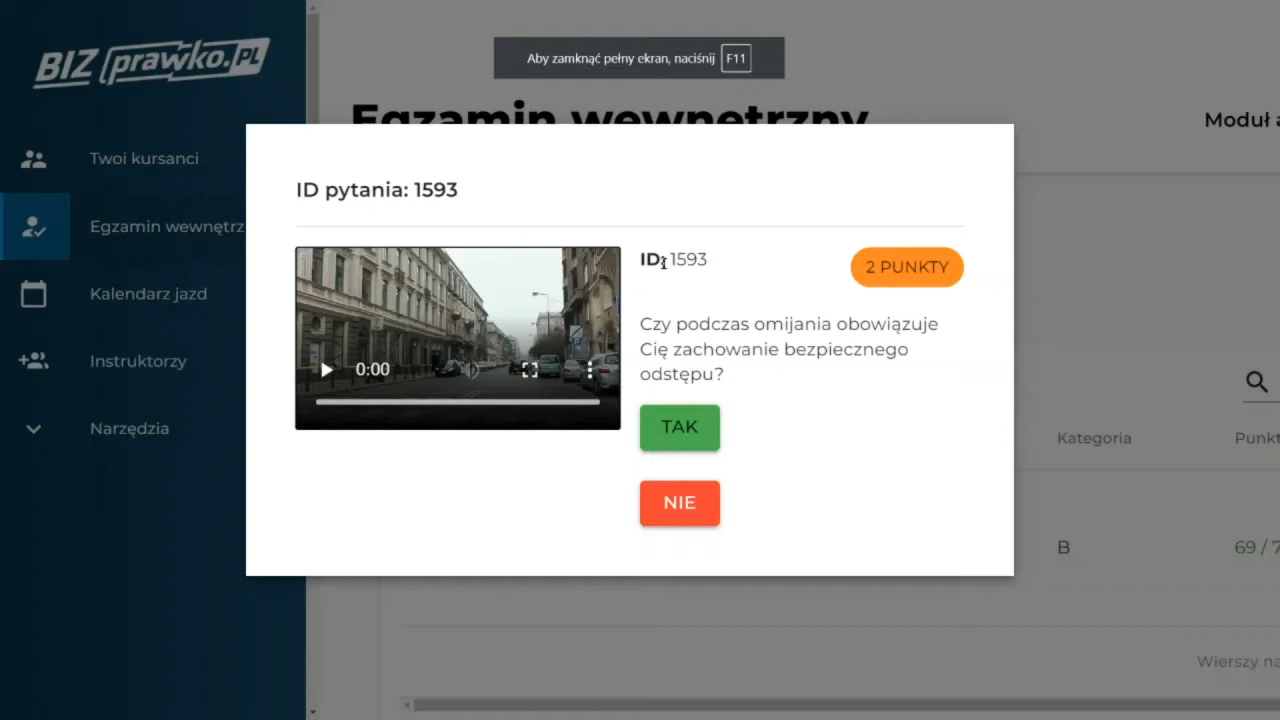 BIZ prawko.PL
Aby zamknąć pełny ekran, naciśnij F11
Egzamin wewnętrzny
Moduł
Twoi kursanci
Egzamin wewnętrz
Kalendarz jazd
Instruktorzy
Narzędzia
ID pytania: 1593
ID: 1593
2 PUNKTY
Czy podczas omijania obowiązuje
Cię zachowanie bezpiecznego
odstępu?
TAK
NIE
0:00
Kategoria
Punkt
B
69 / 7
Wierszy na